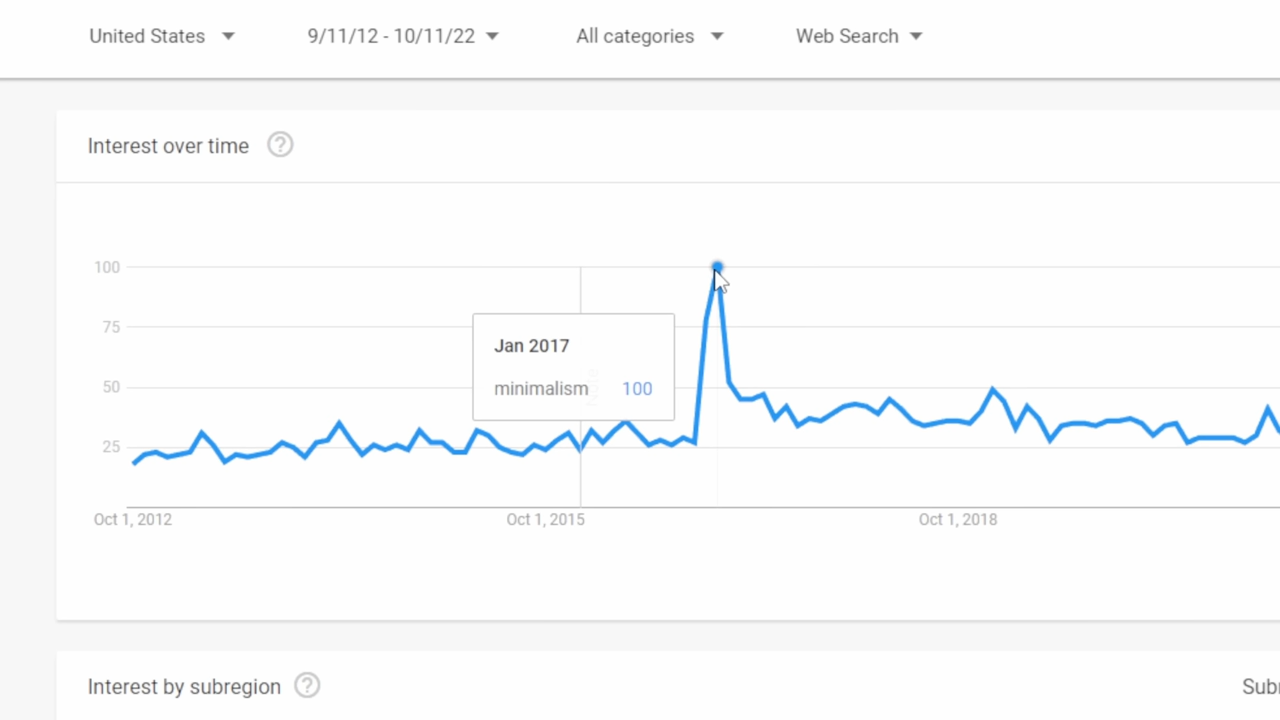 United States 9/11/12 - 10/11/22 All categories Web Search
Interest over time ?
100
75
50
25
Jan 2017
minimalism 100
Oct 1, 2012 Oct 1, 2015 Oct 1, 2018
Interest by subregion ?